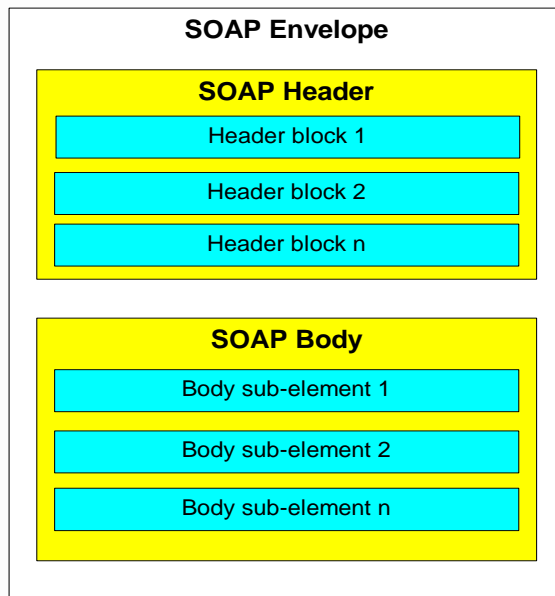 SOAP Envelope
SOAP Header
Header block 1
Header block 2
Header block n
SOAP Body
Body sub-element 1
Body sub-element 2
Body sub-element n